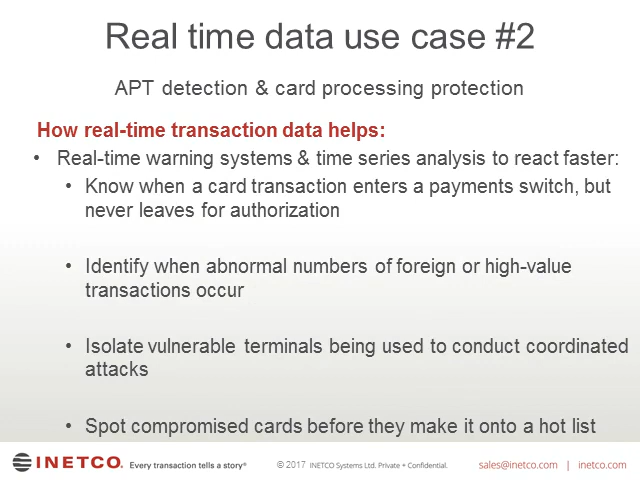 Real time data use case #2
APT detection & card processing protection
How real-time transaction data helps:
• Real-time warning systems & time series analysis to react faster:
• Know when a card transaction enters a payments switch, but
never leaves for authorization
• Identify when abnormal numbers of foreign or high-value
transactions occur
• Isolate vulnerable terminals being used to conduct coordinated
attacks
• Spot compromised cards before they make it onto a hot list
INETCO. Every transaction tells a story® © 2017 INETCO Systems Ltd. Private + Confidential. sales@inetco.com | inetco.com